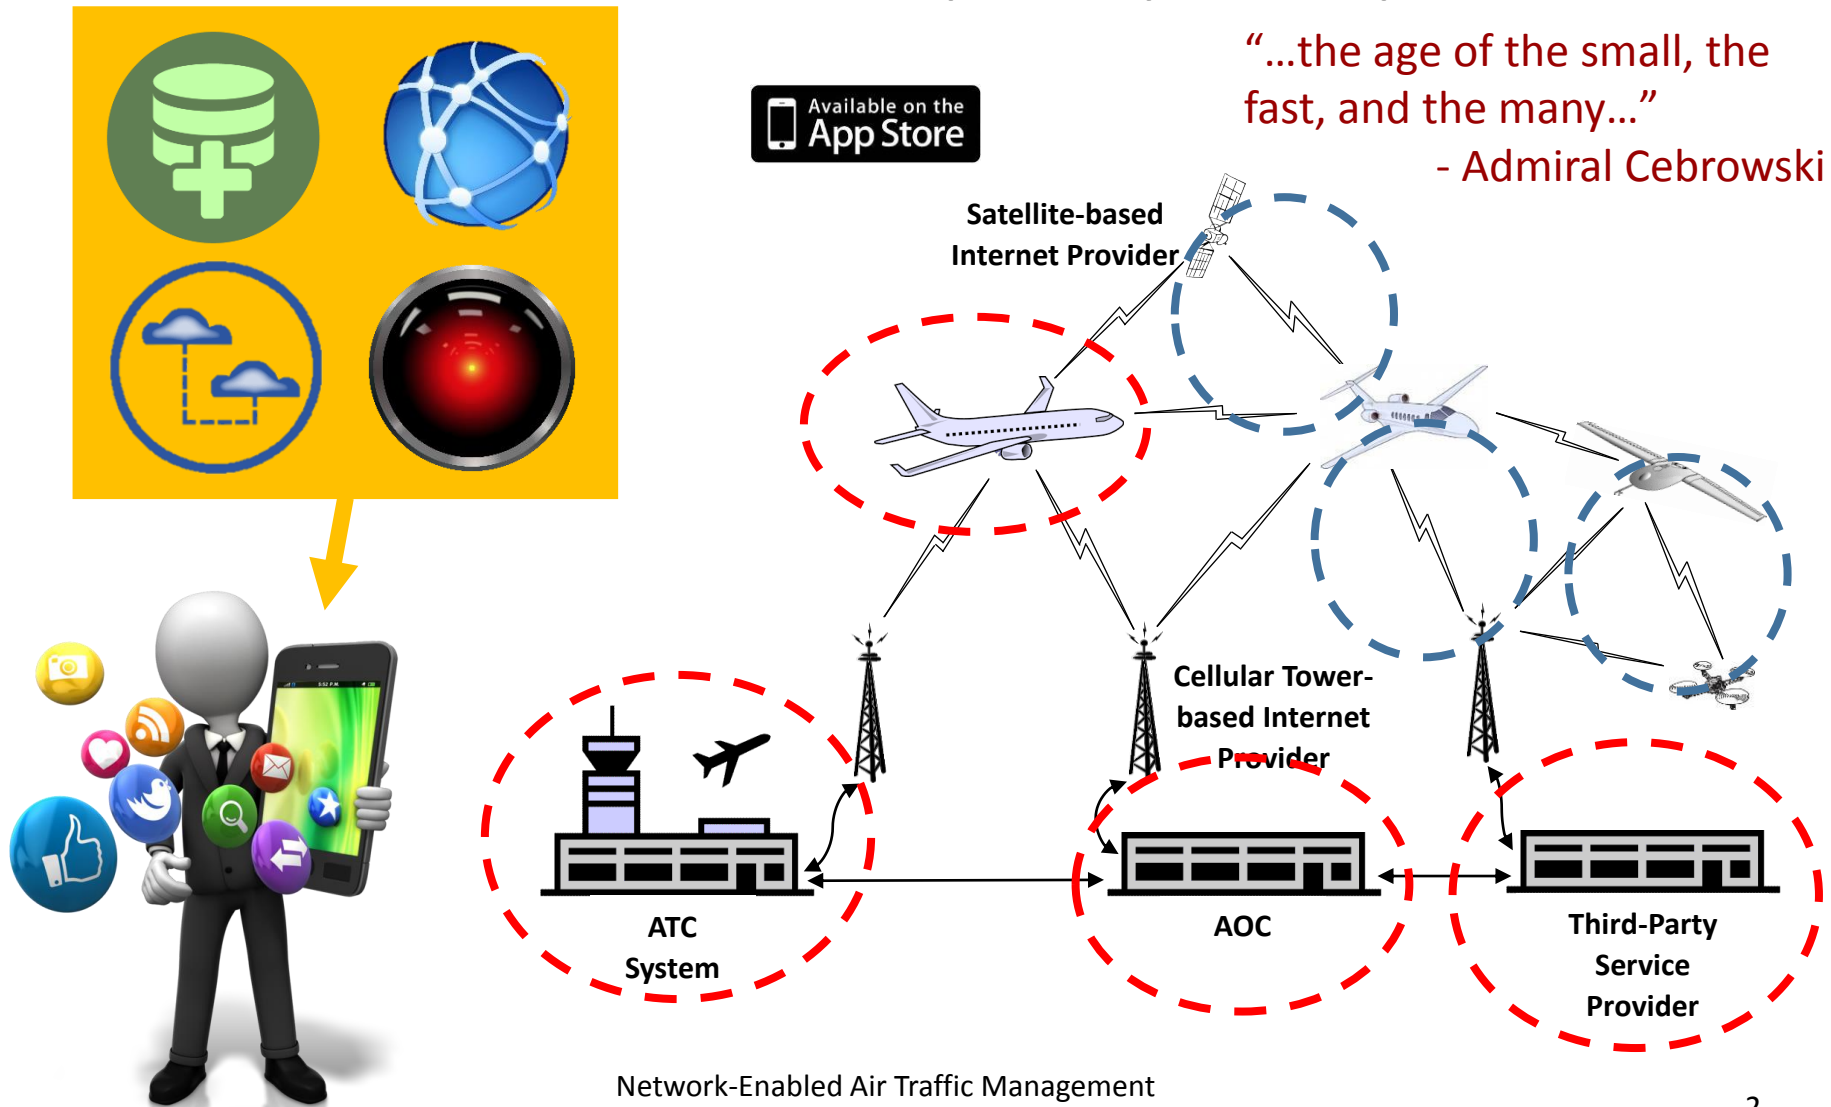 “...the age of the small, the
fast, and the many...”
- Admiral Cebrowski
Available on the
App Store
Satellite-based
Internet Provider
5:52 P.M.
Cellular Tower-
based Internet
Provider
ATC
System
AOC
Third-Party
Service
Provider
Network-Enabled Air Traffic Management